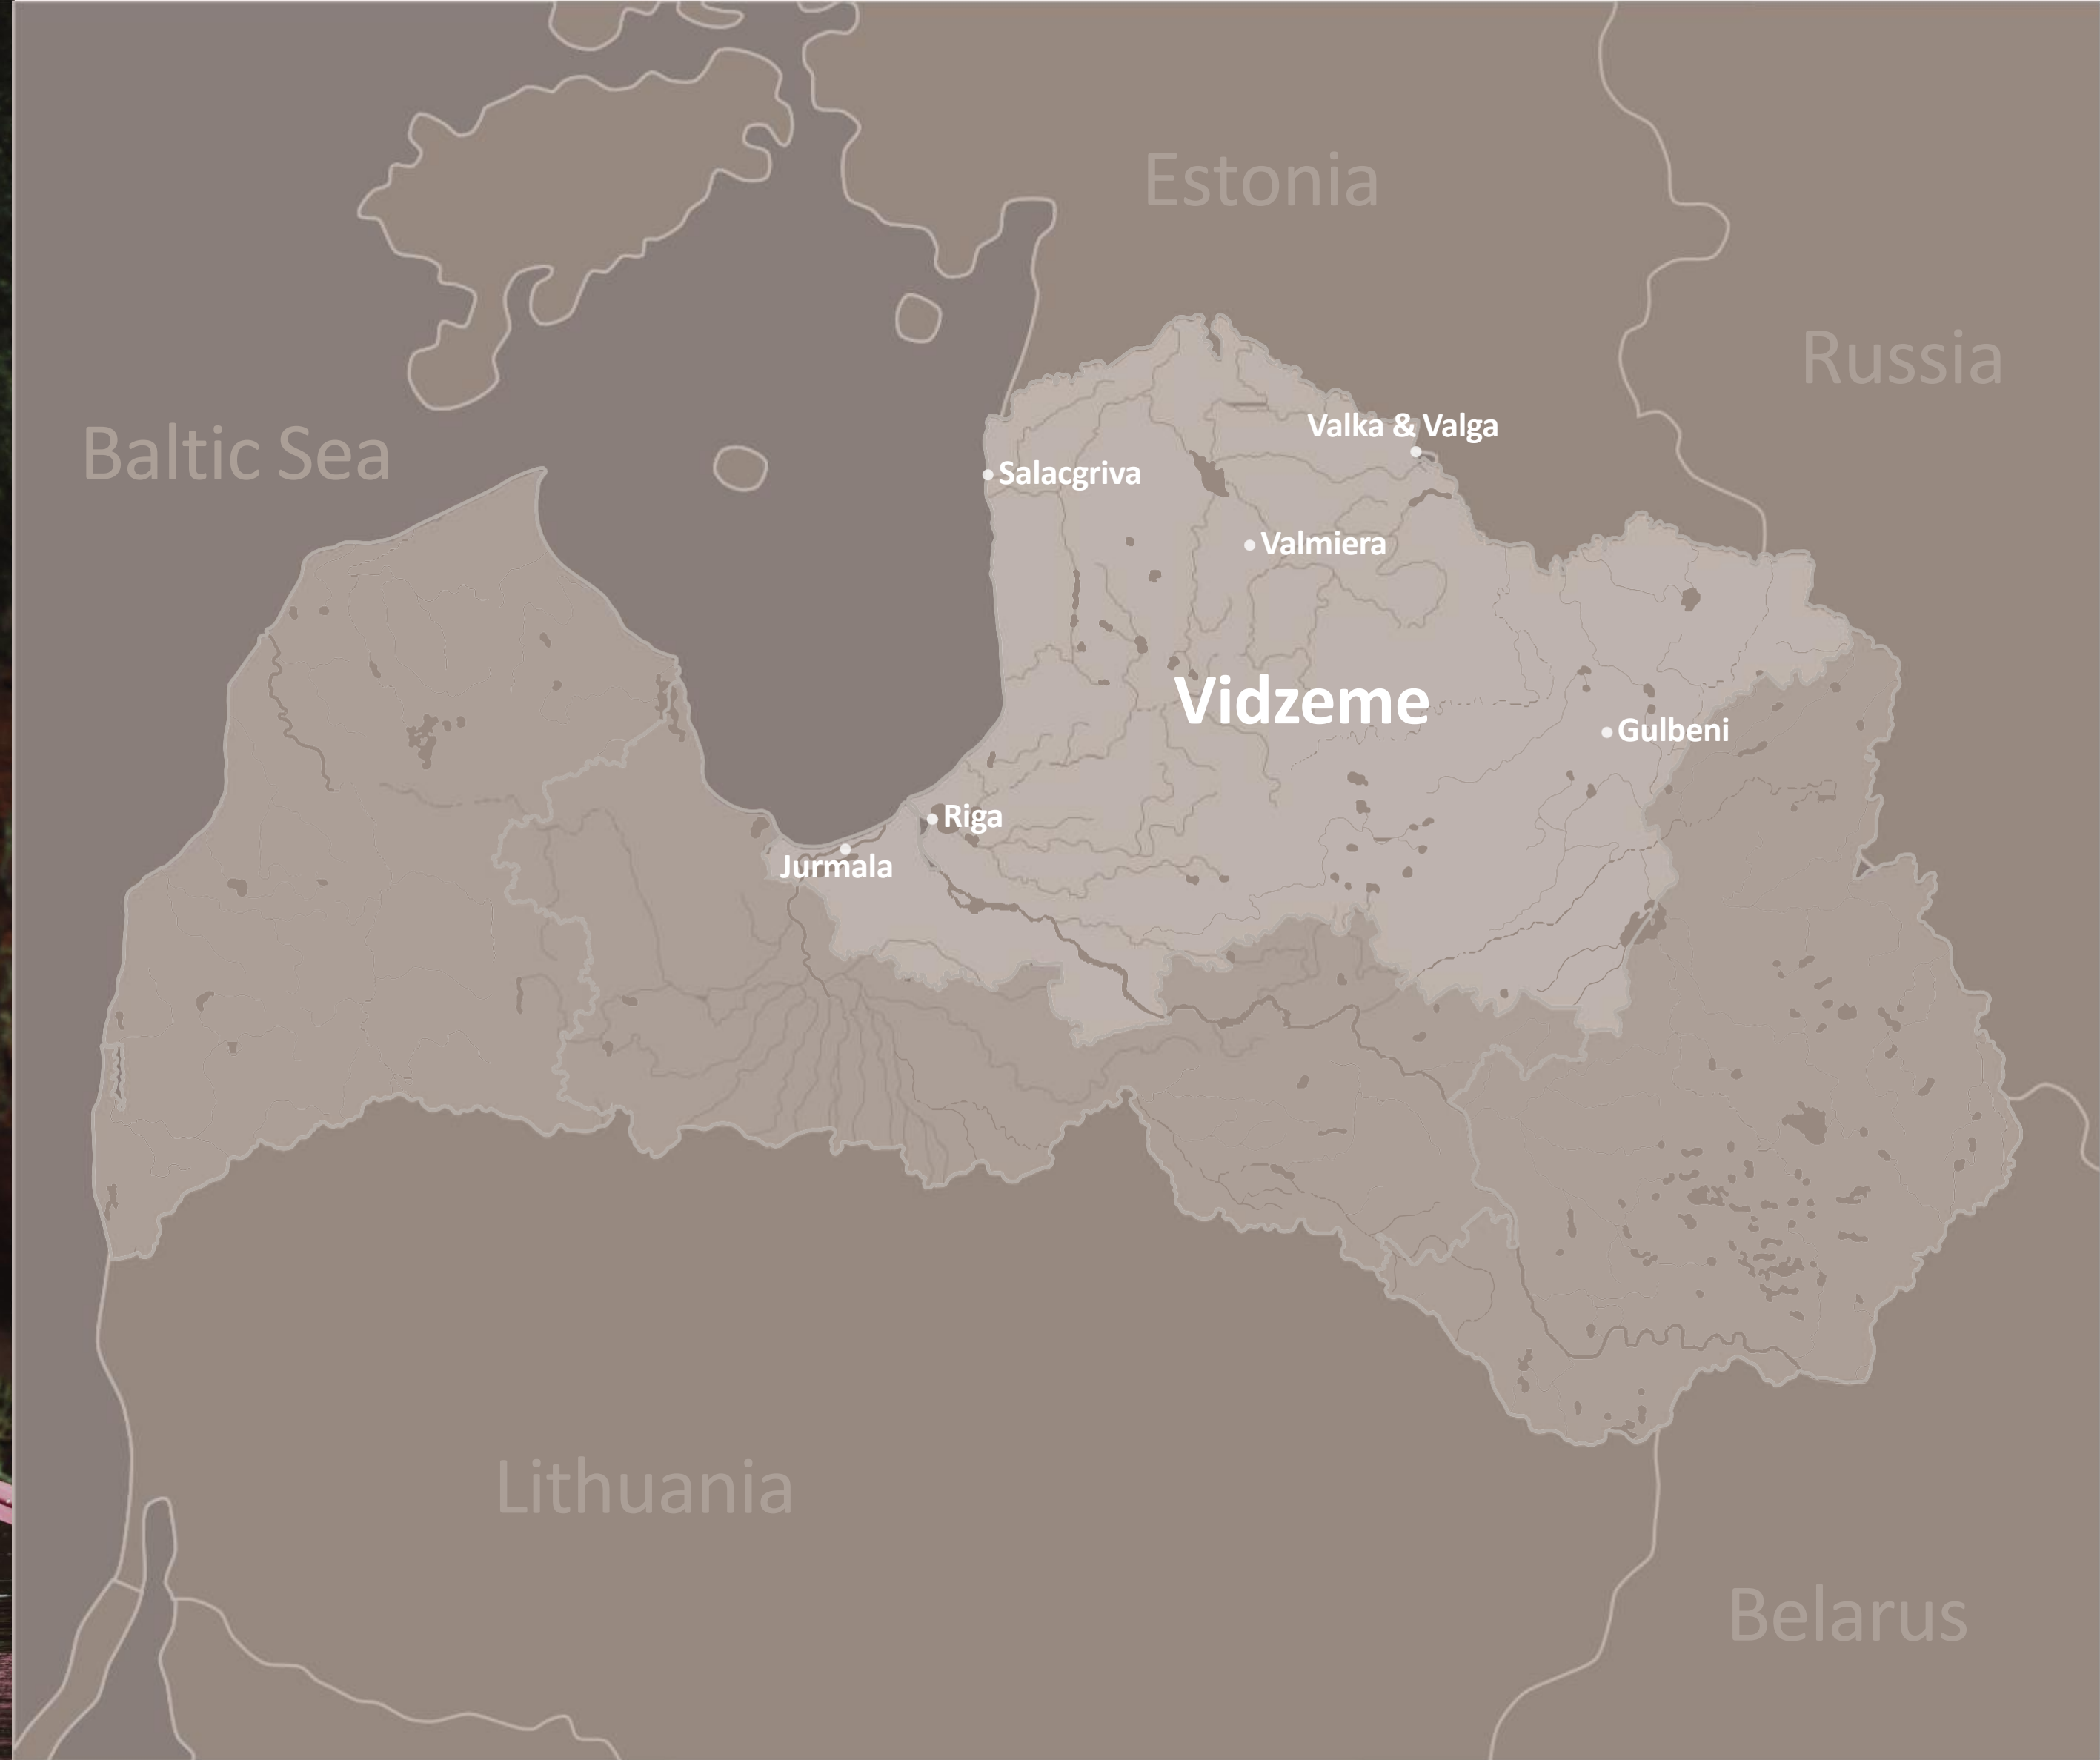 Estonia
Russia
Baltic Sea
Valka & Valga
Salacgriva
Valmiera
Vidzeme
Gulbeni
Riga
Jurmala
Lithuania
Belarus